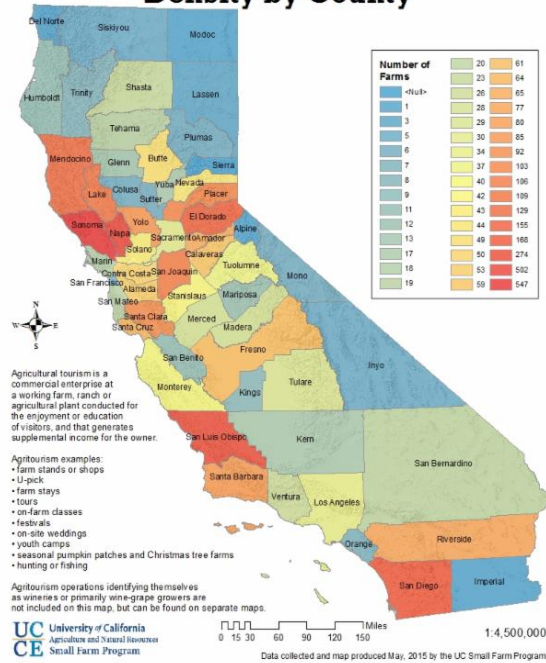 Density by County
Del Norte
Siskiyou
Modoc
Humboldt
Trinity
Shasta
Lassen
Tehama
Plumas
Mendocino
Glenn
Butte
Sierra
Lake
Colusa
Yuba
Nevada
Sutter
Placer
Sonoma
Napa
Yolo
El Dorado
Alpine
Sacramento
Amador
Solano
Marin
Calaveras
Contra Costa
San Joaquin
Tuolumne
Mono
San Francisco
Alameda
San Mateo
Stanislaus
Mariposa
Santa Clara
Merced
Santa Cruz
Madera
San Benito
Fresno
Inyo
Monterey
Kings
Tulare
San Luis Obispo
Kern
San Bernardino
Santa Barbara
Ventura
Los Angeles
Orange
Riverside
San Diego
Imperial
Number of
Farms
<Null>
1
3
5
6
7
8
9
11
12
13
17
18
19
20
23
26
28
29
30
34
37
40
42
43
44
49
50
53
59
61
64
65
77
80
85
92
103
106
109
129
155
168
274
502
547
N
W
E
S
Agricultural tourism is a
commercial enterprise at
a working farm, ranch or
agricultural plant conducted for
the enjoyment or education
of visitors, and that generates
supplemental income for the owner.
Agritourism examples:
• farm stands or shops
• U-pick
• farm stays
• tours
• on-farm classes
• festivals
• on-site weddings
• youth camps
• seasonal pumpkin patches and Christmas tree farms
• hunting or fishing
Agritourism operations identifying themselves
as wineries or primarily wine-grape growers are
not included on this map, but can be found on separate maps.
UC
CE
University of California
Agriculture and Natural Resources
Small Farm Program
Miles
0 15 30 60 90 120 150
1:4,500,000
Data collected and map produced May, 2015 by the UC Small Farm Program